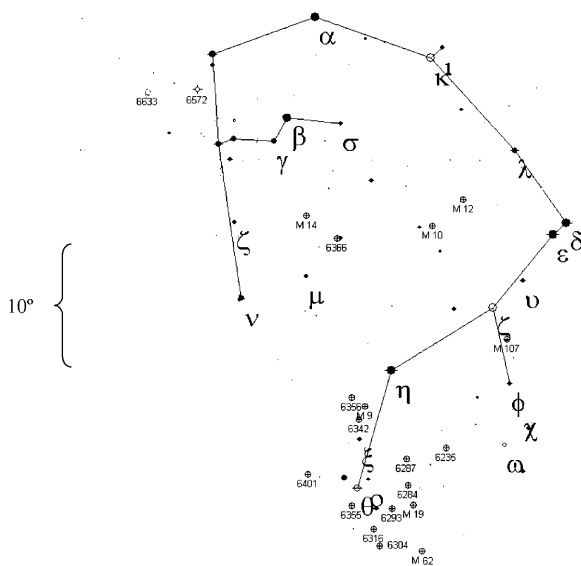 α
κ1
6633
6572
β
γ
σ
λ
M 12
M 14
M 10
ζ
6366
ε
δ
10º
ν
μ
υ
ζ
M 107
η
φ
6356
M 9
χ
6342
ξ
6287
6235
ω
6401
6284
θ
ρ
6355
6293
M 19
6316
6304
M 62